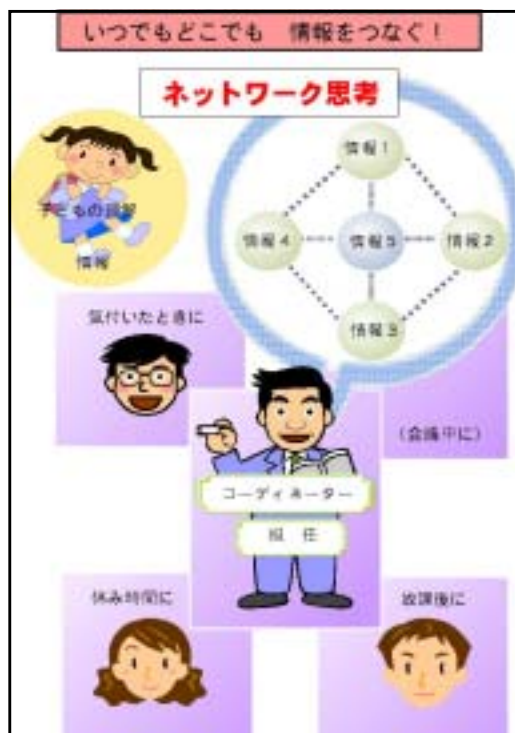 いつでもどこでも 情報をつなぐ!
ネットワーク思考
情報1
情報4
情報5
情報2
情報3
子どもの
情報
気付いたときに
(会議中に)
コーディネーター
担 任
休み時間に
放課後に